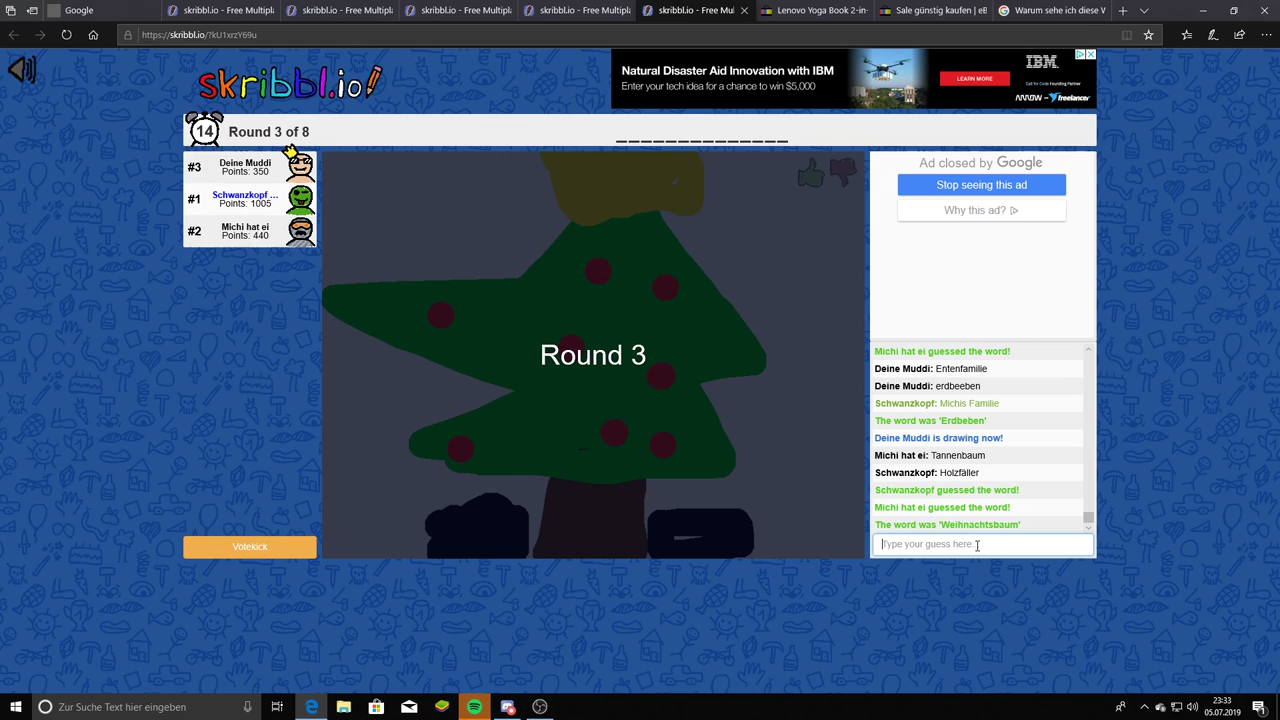 Google
skribbl.io - Free Multipl
skribbl.io - Free Multipl
skribbl.io - Free Multipl
skribbl.io - Free M
Lenovo Yoga Book 2-in-
Sale günstig kaufen | eB
Warum sehe ich diese V
https://skribbl.io/?kU1xrzY69u
skribbl.io
Natural Disaster Aid Innovation with IBM
Enter your tech idea for a chance to win $5,000
LEARN MORE
IBM.
Call for Code Founding Partner
ARROW
freelancer
14
Round 3 of 8
#3
Deine Muddi
Points: 350
#1
Schwanzkopf ...
Points: 1005
#2
Michi hat ei
Points: 440
Votekick
Round 3
Ad closed by Google
Stop seeing this ad
Why this ad?
Michi hat ei guessed the word!
Deine Muddi: Entenfamilie
Deine Muddi: erdbeeben
Schwanzkopf: Michis Familie
The word was 'Erdbeben'
Deine Muddi is drawing now!
Michi hat ei: Tannenbaum
Schwanzkopf: Holzfäller
Schwanzkopf guessed the word!
Michi hat ei guessed the word!
The word was 'Weihnachtsbaum'
Type your guess here...
Zur Suche Text hier eingeben
23:33
05.07.2019